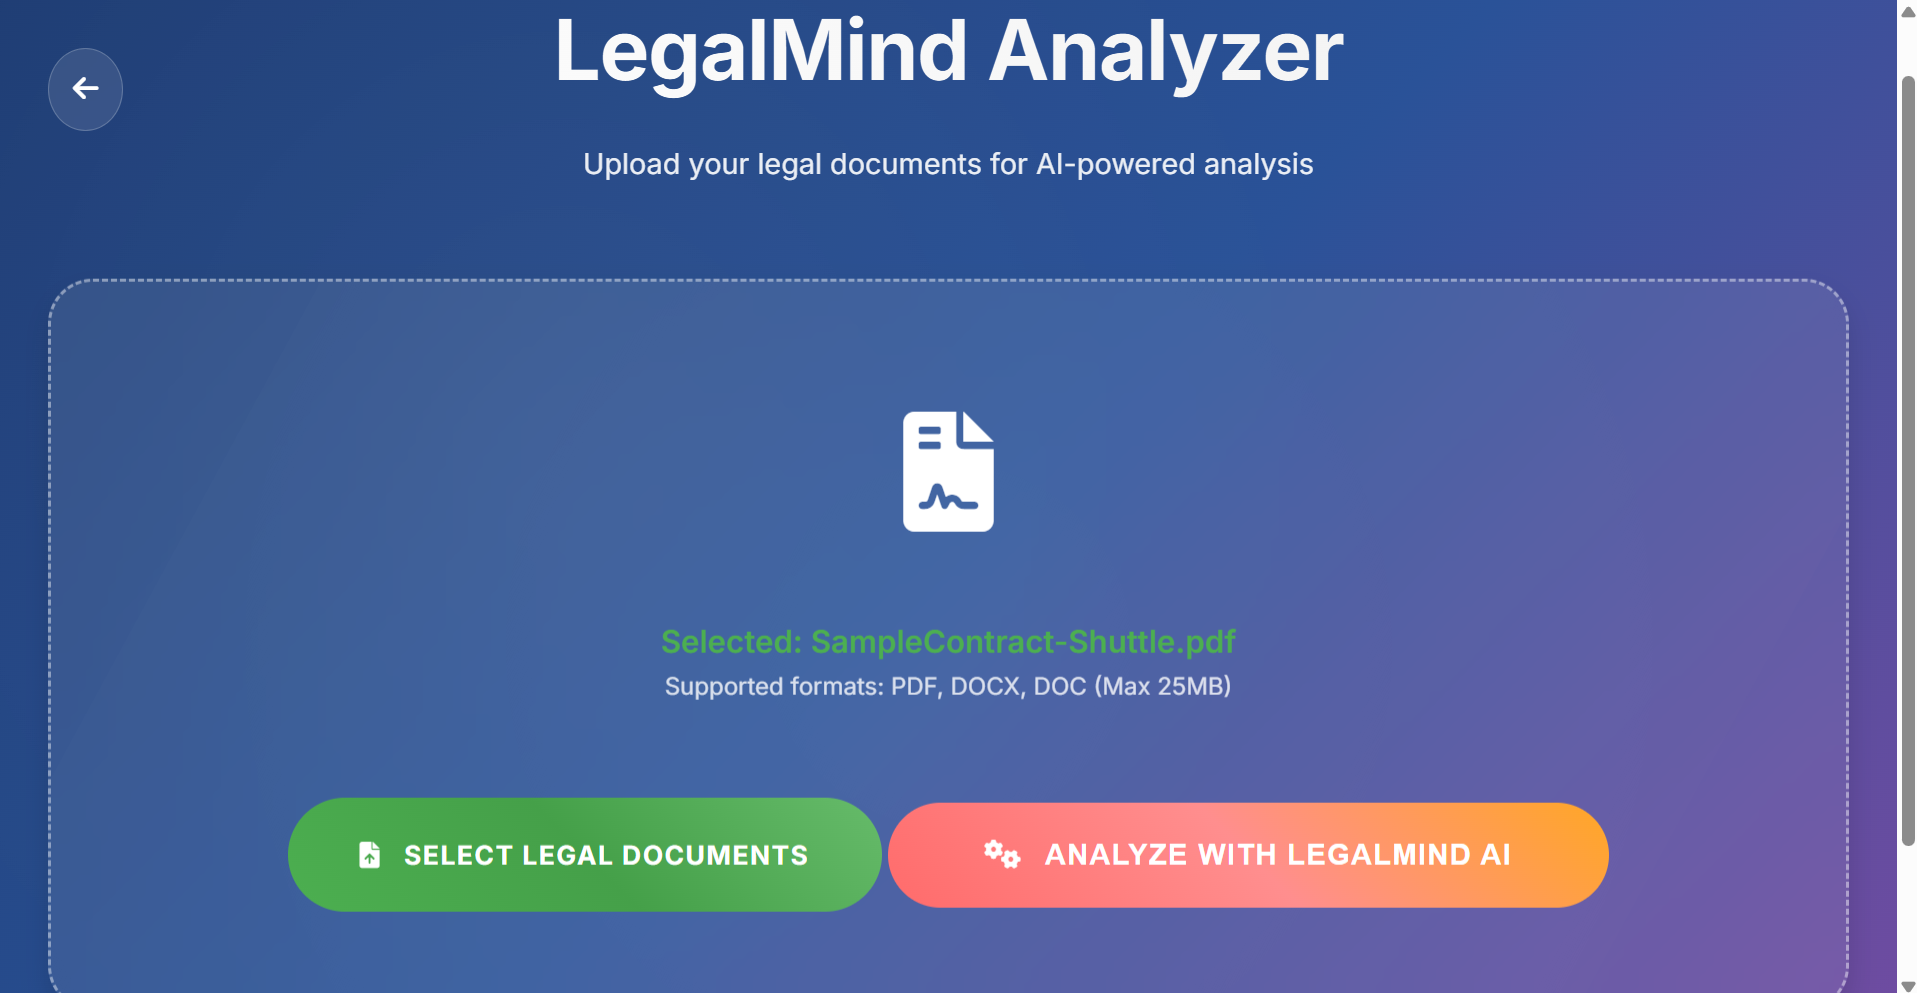 LegalMind Analyzer
Upload your legal documents for AI-powered analysis
Selected: SampleContract-Shuttle.pdf
Supported formats: PDF, DOCX, DOC (Max 25MB)
SELECT LEGAL DOCUMENTS
ANALYZE WITH LEGALMIND AI